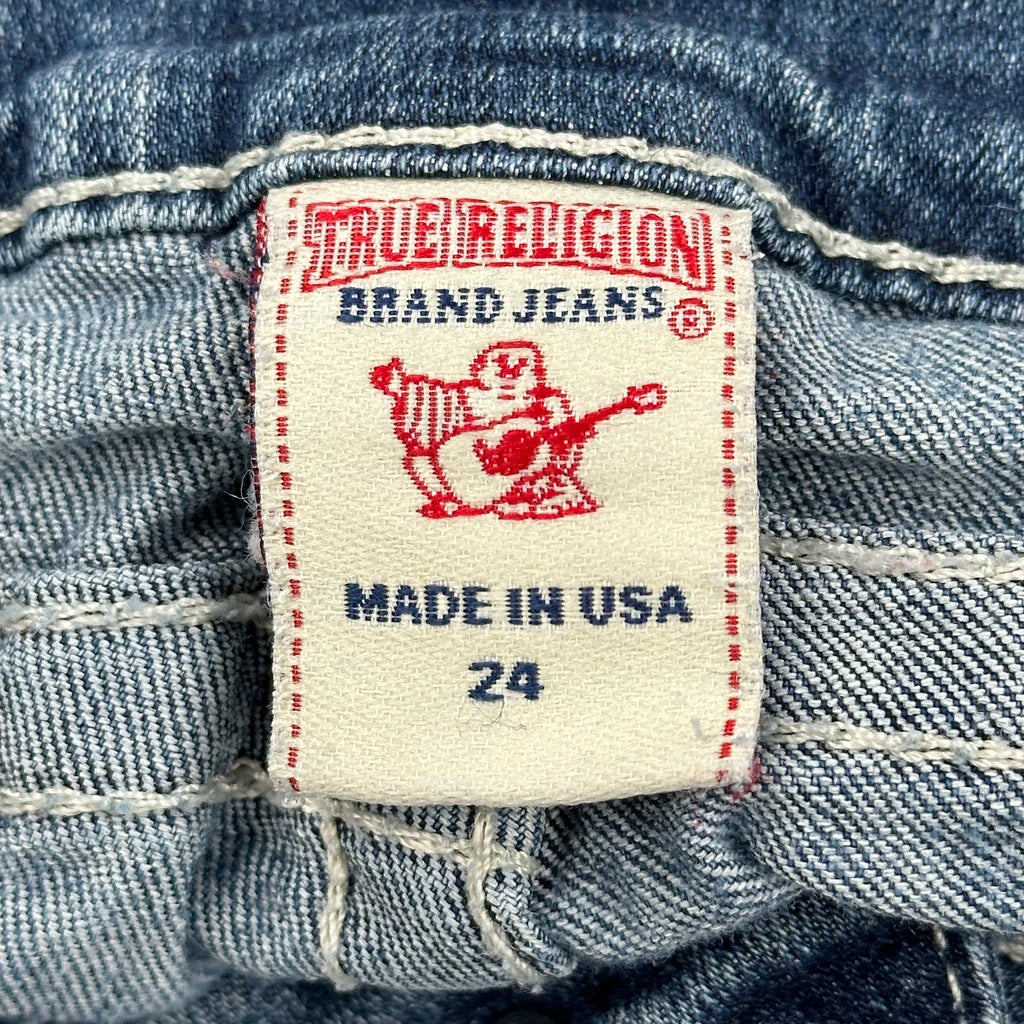 TRUE RELIGION
BRAND JEANS
®
MADE IN USA
24